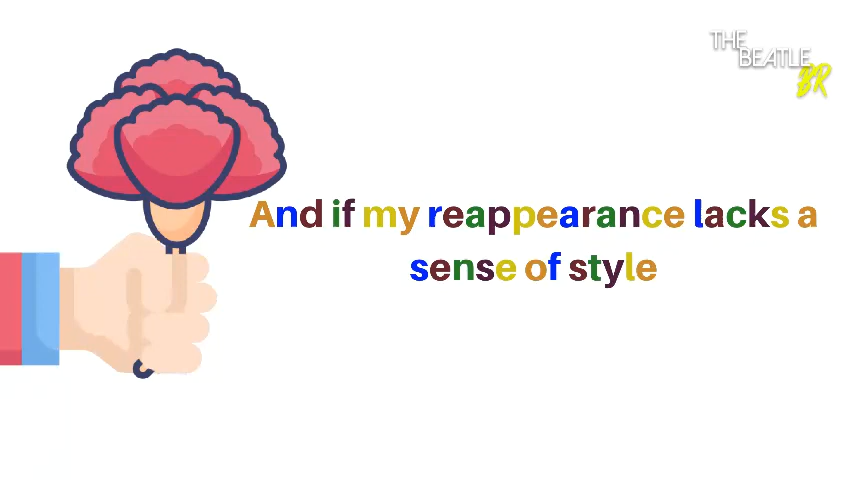 THE
BEATLE
BR
And if my reappearance lacks a
sense of style